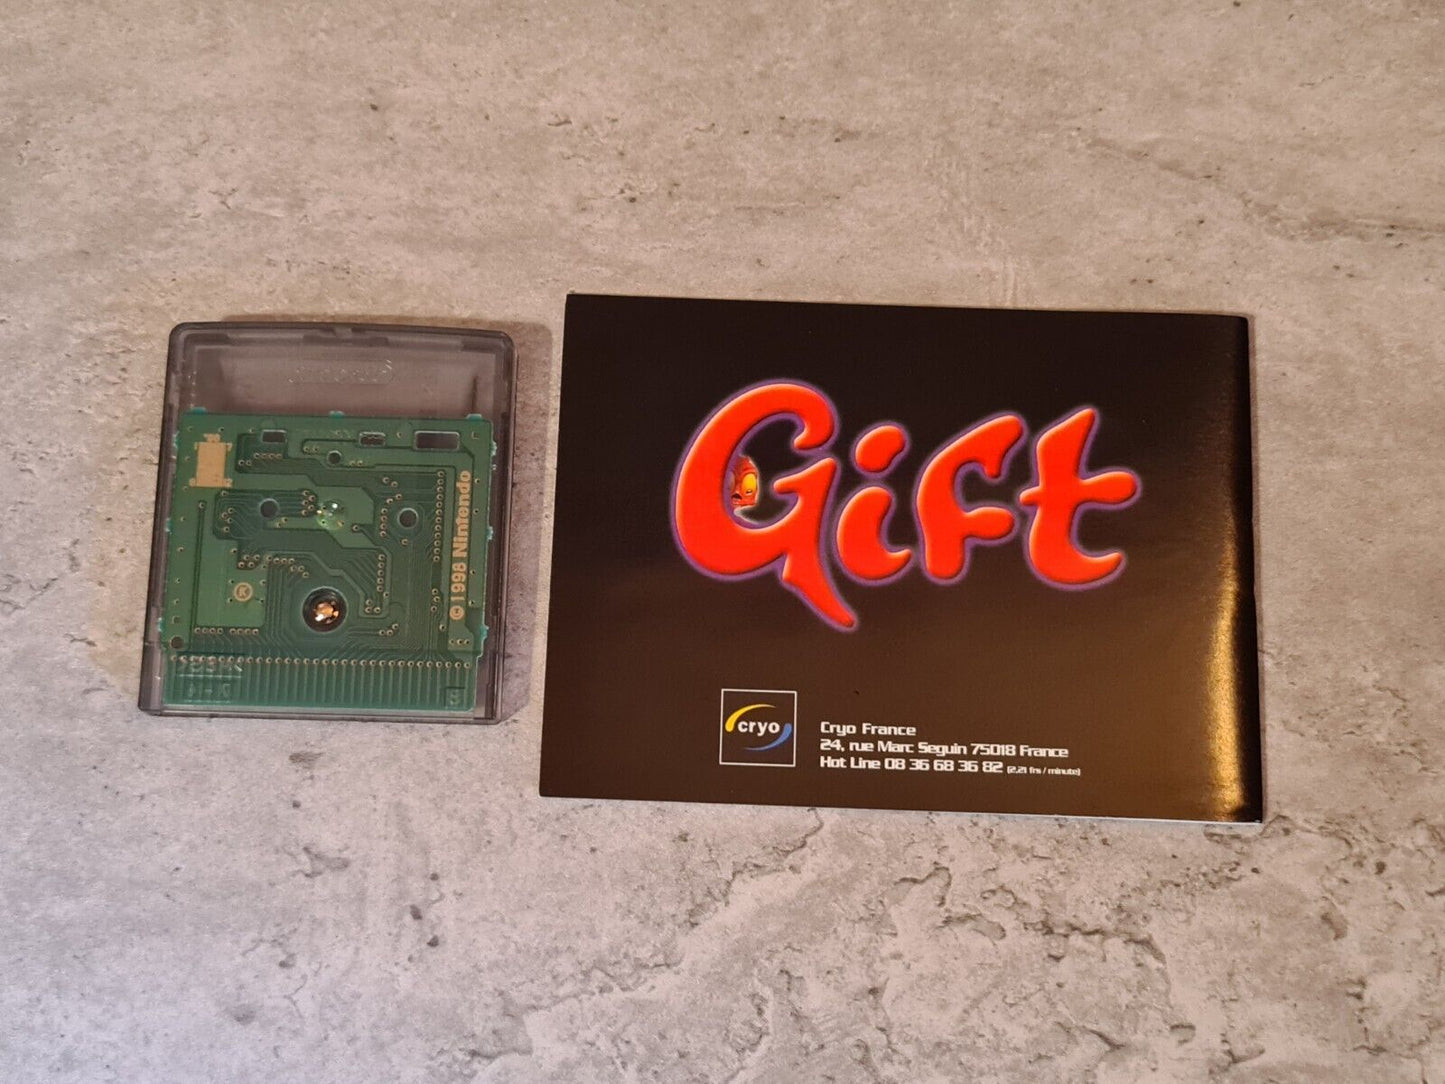 © 1998 Nintendo
K
Gift
cryo
Cryo France
24, rue Marc Seguin 75018 France
Hot Line 08 36 68 36 82 (2.21 frs / minute)